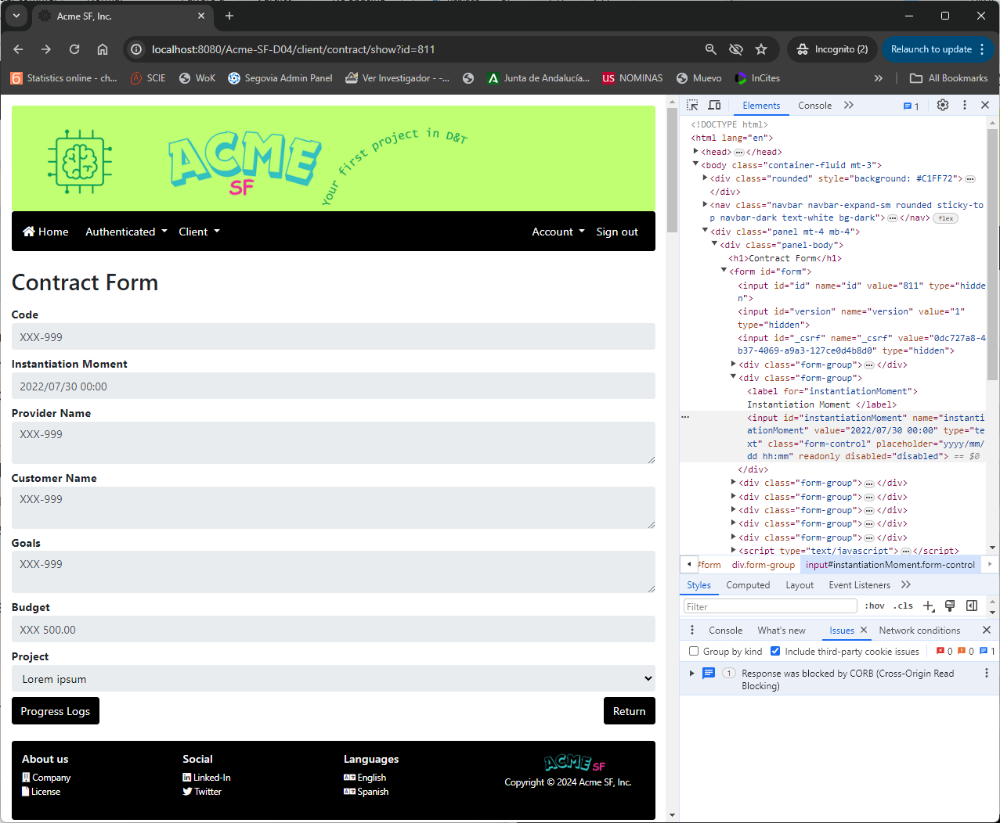 Acme SF, Inc.
localhost:8080/Acme-SF-D04/client/contract/show?id=811
Incognito (2)
Relaunch to update
Statistics online - ch...
SCIE
WoK
Segovia Admin Panel
Ver Investigador - -...
Junta de Andalucía...
US NOMINAS
Muevo
InCites
All Bookmarks
ACME SF
Your first project in D&T
Home Authenticated Client Account Sign out
Contract Form
Code
XXX-999
Instantiation Moment
2022/07/30 00:00
Provider Name
XXX-999
Customer Name
XXX-999
Goals
XXX-999
Budget
XXX 500.00
Project
Lorem ipsum
Progress Logs Return
About us Social Languages
Company Linked-In English
License Twitter Spanish
ACME SF
Copyright © 2024 Acme SF, Inc.
Elements Console 1
<!DOCTYPE html>
<html lang="en">
<head> ••• </head>
<body class="container-fluid mt-3">
<div class="rounded" style="background: #C1FF72"> •••
</div>
<nav class="navbar navbar-expand-sm rounded sticky-to
p navbar-dark text-white bg-dark"> ••• </nav> flex
<div class="panel mt-4 mb-4">
<div class="panel-body">
<h1>Contract Form</h1>
<form id="form">
<input id="id" name="id" value="811" type="hidde
n">
<input id="version" name="version" value="1"
type="hidden">
<input id="_csrf" name="_csrf" value="0dc727a8-4
b37-4069-a9a3-127ce0d4b8d0" type="hidden">
<div class="form-group"> ••• </div>
<div class="form-group">
<label for="instantiationMoment">
Instantiation Moment </label>
<input id="instantiationMoment" name="instanti
ationMoment" value="2022/07/30 00:00" type="te
xt" class="form-control" placeholder="yyyy/mm/
dd hh:mm" readonly disabled="disabled"> == $0
</div>
<div class="form-group"> ••• </div>
<div class="form-group"> ••• </div>
<div class="form-group"> ••• </div>
<div class="form-group"> ••• </div>
<div class="form-group"> ••• </div>
<script type="text/javascript"> ••• </script>
#form div.form-group input#instantiationMoment.form-control
Styles Computed Layout Event Listeners
Filter :hov .cls
Console What's new Issues Network conditions
Group by kind Include third-party cookie issues 0 0 1
1 Response was blocked by CORB (Cross-Origin Read
Blocking)